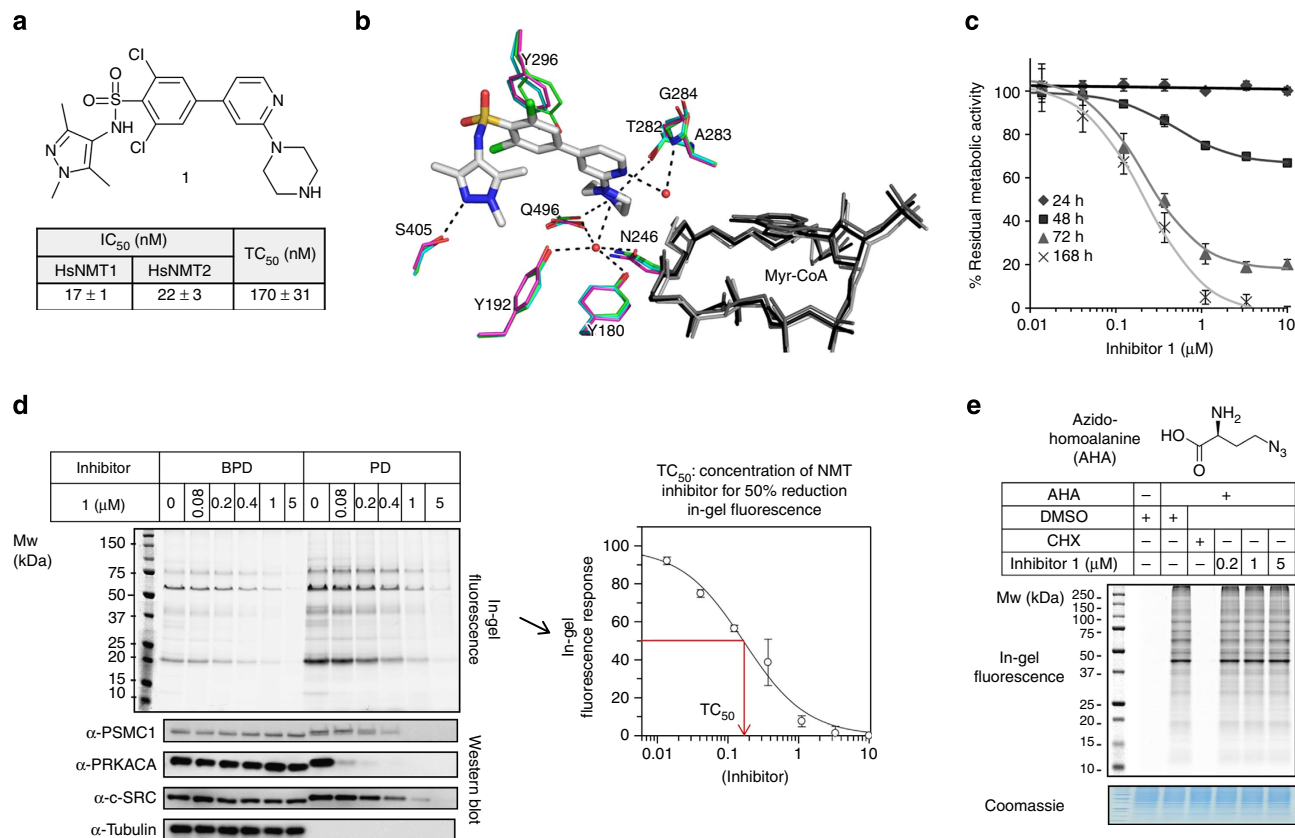 a
Cl
O
S
O
NH
Cl
N
N
N
N
N
NH
1
IC50 (nM)
TC50 (nM)
HsNMT1
HsNMT2
17 ± 1
22 ± 3
170 ± 31
b
Y296
G284
T282
A283
S405
Q496
N246
Myr-CoA
Y192
Y180
c
% Residual metabolic activity
100
80
60
40
20
0
24 h
48 h
72 h
168 h
0.01
0.1
1
10
Inhibitor 1 (μM)
d
Inhibitor
BPD
PD
1 (μM)
0
0.08
0.2
0.4
1
5
0
0.08
0.2
0.4
1
5
Mw
(kDa)
150
75
50
37
25
20
15
10
In-gel
fluorescence
α-PSMC1
α-PRKACA
α-c-SRC
α-Tubulin
Western blot
TC50: concentration of NMT
inhibitor for 50% reduction
in-gel fluorescence
In-gel
fluorescence response
100
80
60
40
20
0
TC50
0.01
0.1
1
10
(Inhibitor)
e
Azido-
homoalanine
(AHA)
NH2
HO
O
N3
AHA
–
+
DMSO
+
+
CHX
–
–
+
–
–
–
Inhibitor 1 (μM)
–
–
–
0.2
1
5
Mw (kDa)
250
150
100
75
50
37
25
20
15
10
In-gel
fluorescence
Coomassie